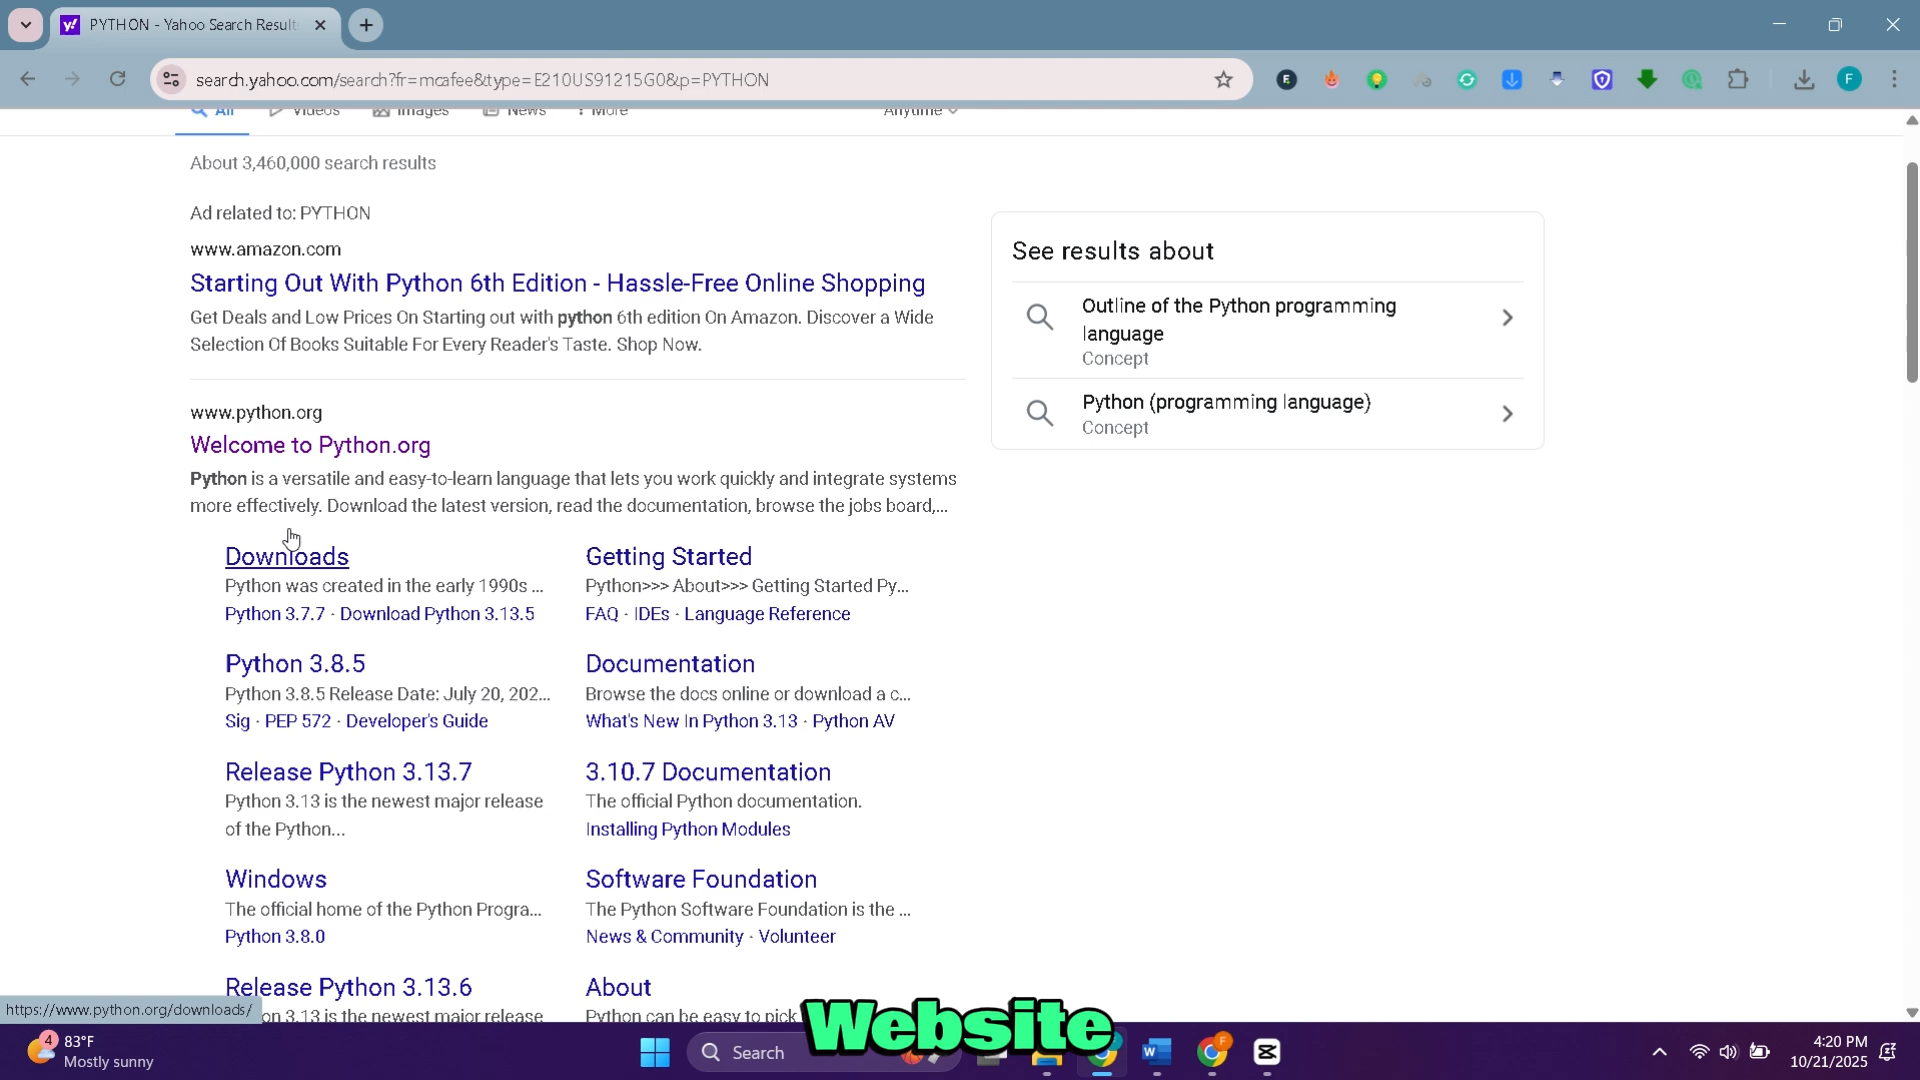 PYTHON - Yahoo Search Result
search.yahoo.com/search?fr=mcafee&type=E210US91215G0&p=PYTHON
All Videos Images News More Anytime
About 3,460,000 search results
Ad related to: PYTHON
www.amazon.com
Starting Out With Python 6th Edition - Hassle-Free Online Shopping
Get Deals and Low Prices On Starting out with python 6th edition On Amazon. Discover a Wide
Selection Of Books Suitable For Every Reader's Taste. Shop Now.
See results about
Outline of the Python programming
language
Concept
Python (programming language)
Concept
www.python.org
Welcome to Python.org
Python is a versatile and easy-to-learn language that lets you work quickly and integrate systems
more effectively. Download the latest version, read the documentation, browse the jobs board,...
Downloads
Python was created in the early 1990s ...
Python 3.7.7 · Download Python 3.13.5
Getting Started
Python>>> About>>> Getting Started Py...
FAQ · IDEs · Language Reference
Python 3.8.5
Python 3.8.5 Release Date: July 20, 202...
Sig · PEP 572 · Developer's Guide
Documentation
Browse the docs online or download a c...
What's New In Python 3.13 · Python AV
Release Python 3.13.7
Python 3.13 is the newest major release
of the Python...
3.10.7 Documentation
The official Python documentation.
Installing Python Modules
Windows
The official home of the Python Progra...
Python 3.8.0
Software Foundation
The Python Software Foundation is the ...
News & Community · Volunteer
Release Python 3.13.6
3.13 is the newest major release
About
Python can be easy to pick
https://www.python.org/downloads/
Website
4
83°F
Mostly sunny
Search
F
4:20 PM
10/21/2025